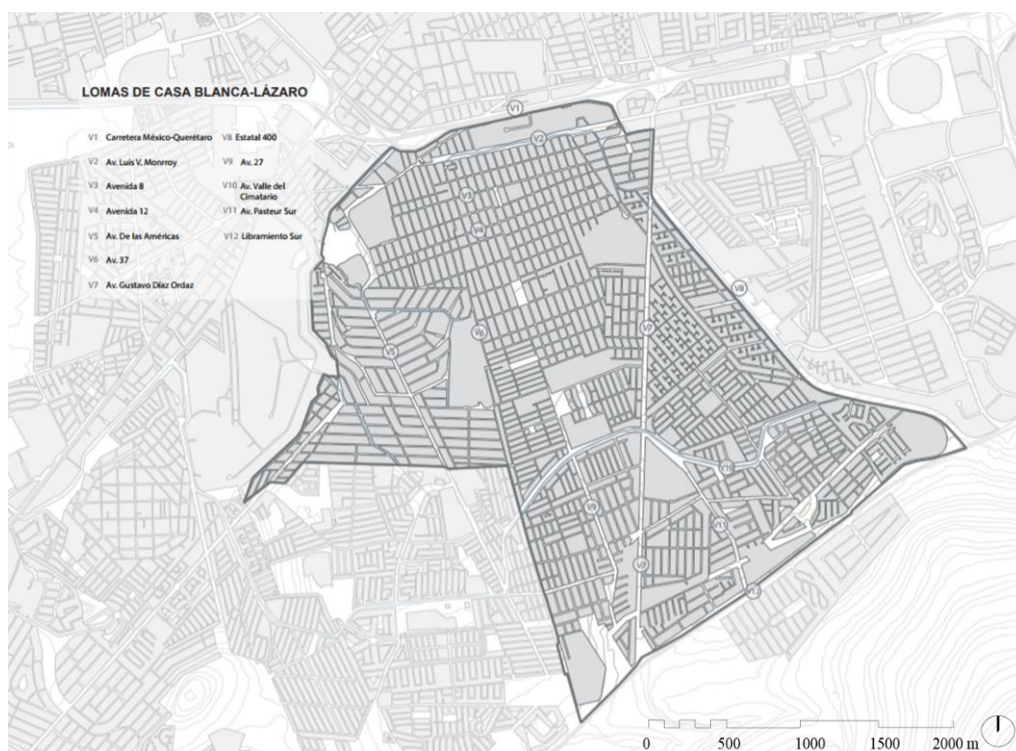 LOMAS DE CASA BLANCA-LÁZARO
V1 Carretera México-Querétaro
V2 Av. Luis V. Monrroy
V3 Avenida 8
V4 Avenida 12
V5 Av. De las Américas
V6 Av. 37
V7 Av. Gustavo Díaz Ordaz
V8 Estatal 400
V9 Av. 27
V10 Av. Valle del
Cimatario
V11 Av. Pasteur Sur
V12 Libramiento Sur
V1
V2
V3
V4
V8
V7
V6
V5
V10
V9
V11
V7
V12
0 500 1000 1500 2000 m